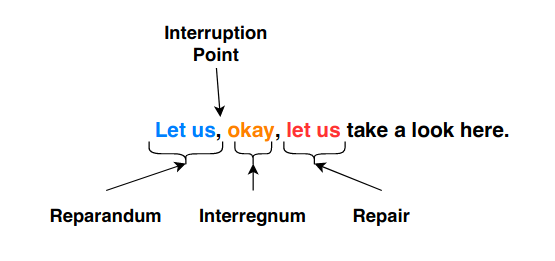 Interruption
Point
Let us, okay, let us take a look here.
Reparandum Interregnum Repair